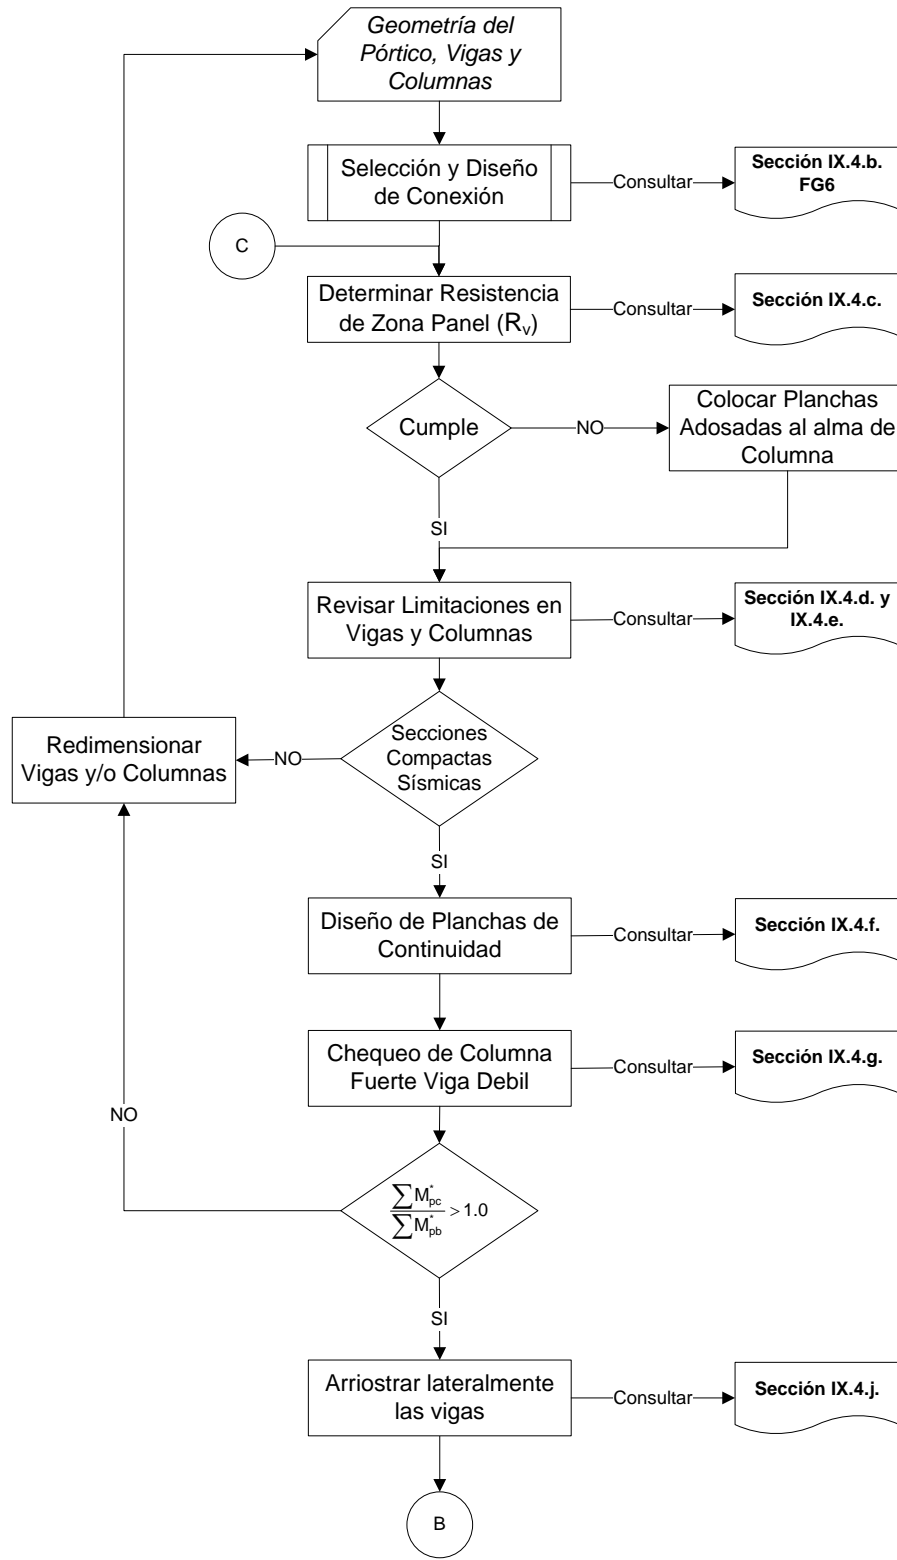 Geometría del
Pórtico, Vigas y
Columnas
Selección y Diseño
de Conexión
Consultar
Sección IX.4.b.
FG6
C
Determinar Resistencia
de Zona Panel (Rv)
Consultar
Sección IX.4.c.
Cumple
NO
Colocar Planchas
Adosadas al alma de
Columna
SI
Revisar Limitaciones en
Vigas y Columnas
Consultar
Sección IX.4.d. y
IX.4.e.
Redimensionar
Vigas y/o Columnas
NO
Secciones
Compactas
Sísmicas
SI
Diseño de Planchas de
Continuidad
Consultar
Sección IX.4.f.
Chequeo de Columna
Fuerte Viga Debil
Consultar
Sección IX.4.g.
NO
∑M*pc / ∑M*pb > 1.0
SI
Arriostrar lateralmente
las vigas
Consultar
Sección IX.4.j.
B